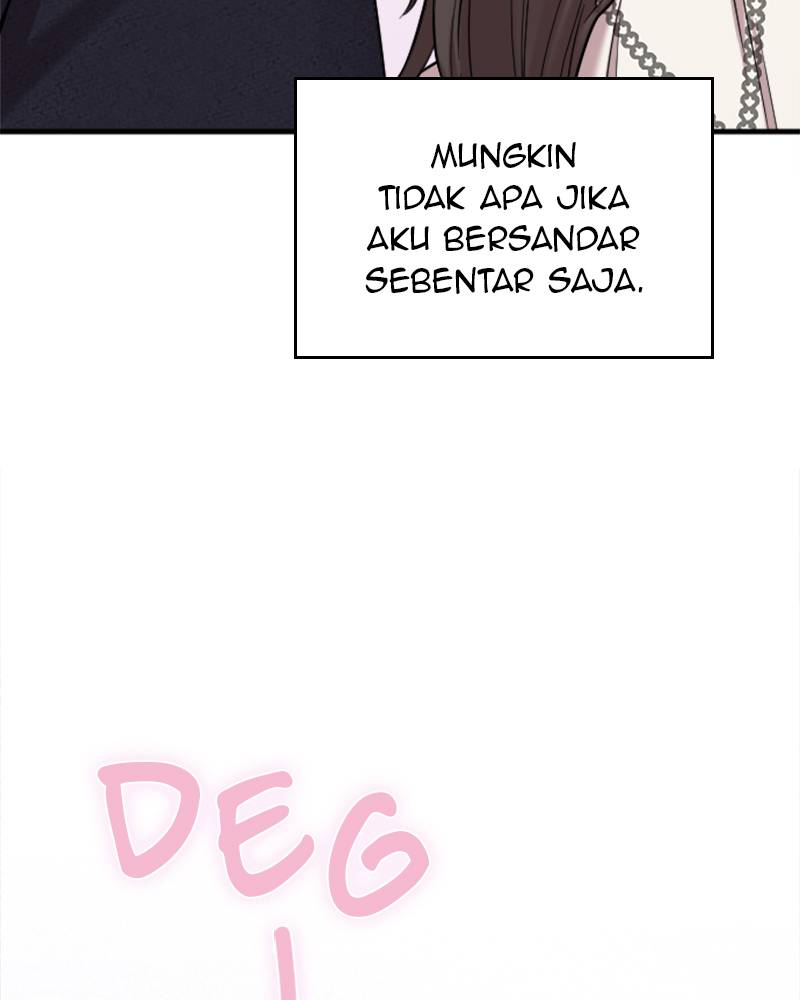 MUNGKIN
TIDAK APA JIKA
AKU BERSANDAR
SEBENTAR SAJA.
DEG